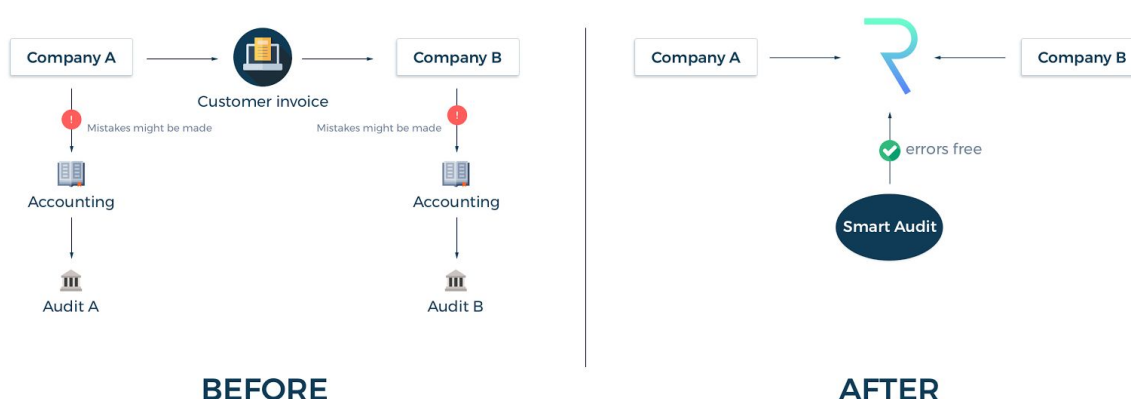 Company A
Customer invoice
Company B
Mistakes might be made
Mistakes might be made
Accounting
Accounting
Audit A
Audit B
BEFORE
Company A
Company B
errors free
Smart Audit
AFTER